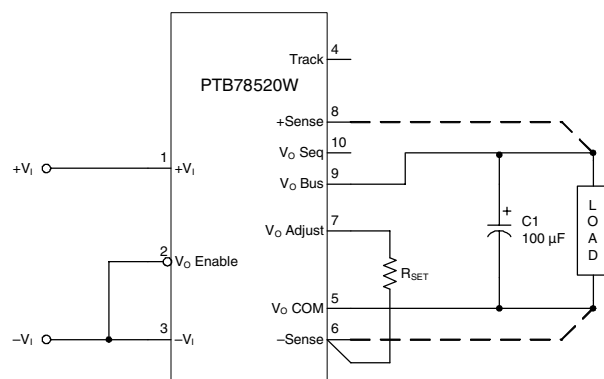 Track
4
PTB78520W
+Sense
8
VO Seq
10
VO Bus
9
+VI
1
+VI
VO Adjust
7
C1
100 µF
+
LOAD
2
VO Enable
RSET
VO COM
5
–VI
3
–VI
–Sense
6